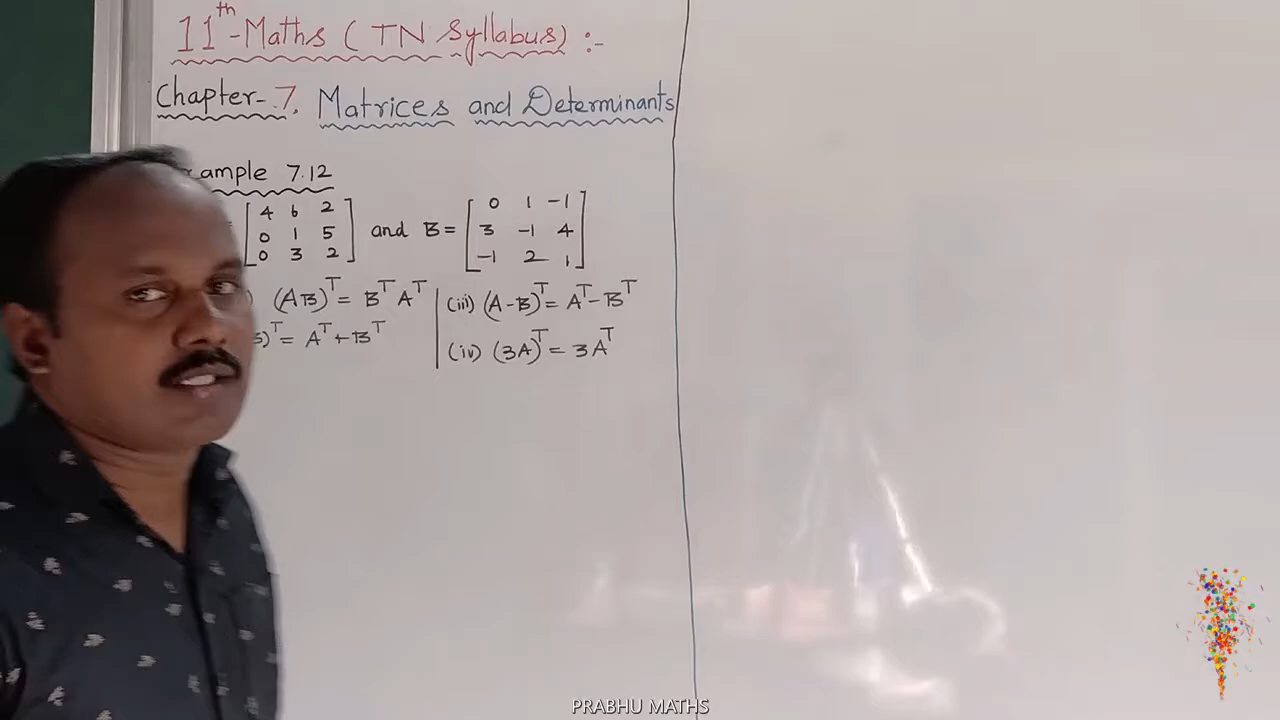 11th-Maths ( TN Syllabus) :-
Chapter-7. Matrices and Determinants
ample 7.12
[4 6 2 0 1 5 0 3 2] and B = [0 1 -1 3 -1 4 -1 2 1]
) (AB)ᵀ = Bᵀ Aᵀ
)ᵀ = Aᵀ + Bᵀ
(iii) (A-B)ᵀ = Aᵀ - Bᵀ
(iv) (3A)ᵀ = 3Aᵀ
PRABHU MATHS